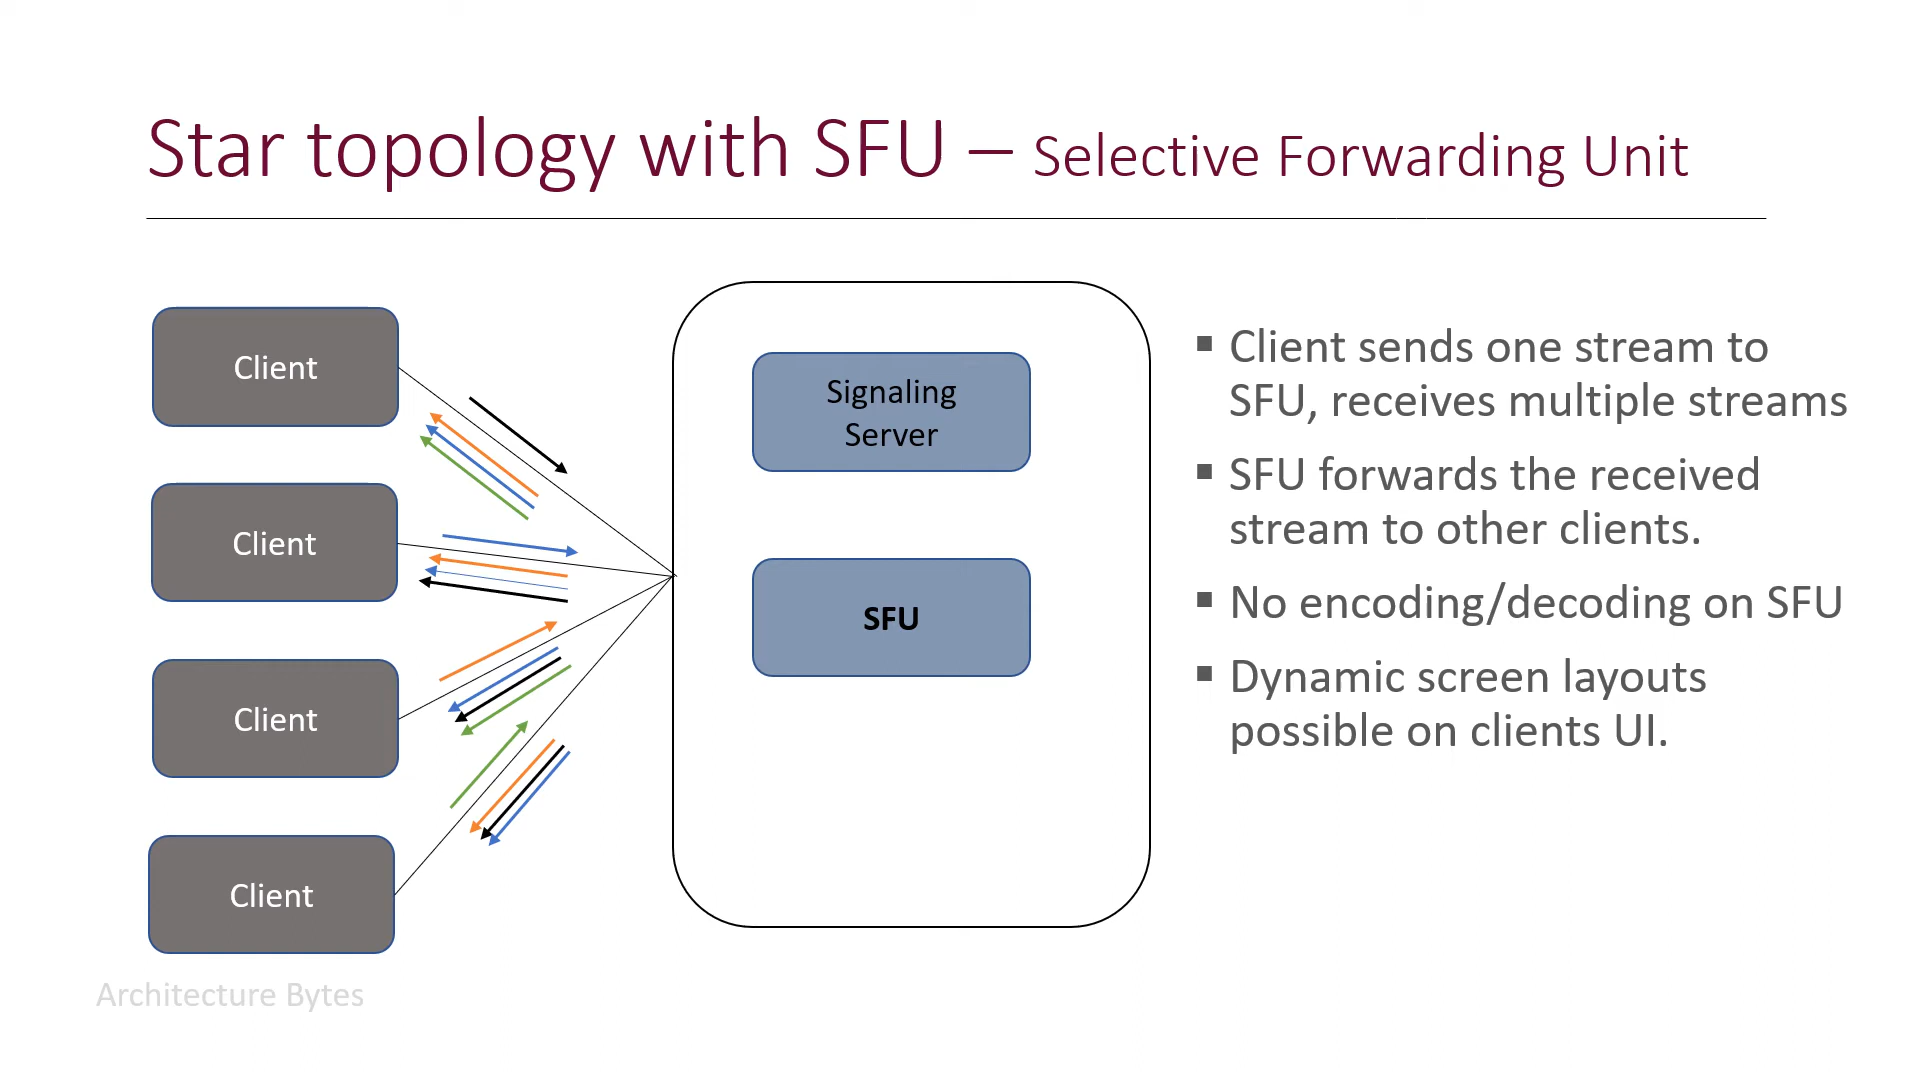 Star topology with SFU – Selective Forwarding Unit
Client
Client
Client
Client
Signaling
Server
SFU
▪ Client sends one stream to
SFU, receives multiple streams
▪ SFU forwards the received
stream to other clients.
▪ No encoding/decoding on SFU
▪ Dynamic screen layouts
possible on clients UI.
Architecture Bytes